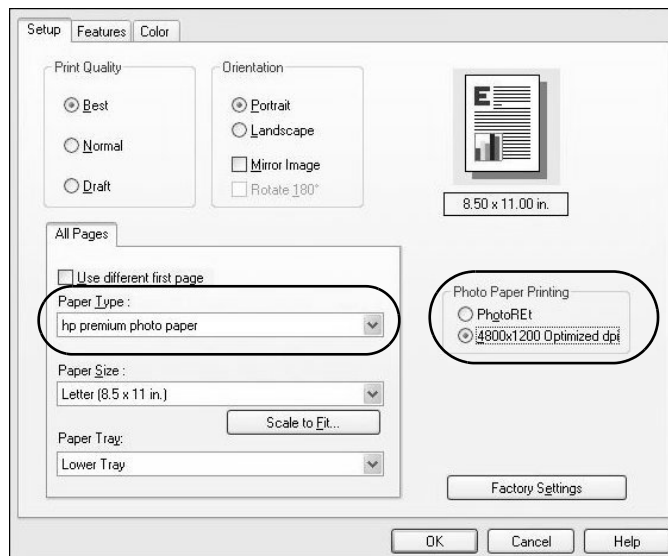 Setup Features Color
Print Quality
Best
Normal
Draft
Orientation
Portrait
Landscape
Mirror Image
Rotate 180°
E
8.50 x 11.00 in.
All Pages
Use different first page
Paper Type :
hp premium photo paper
Paper Size :
Letter (8.5 x 11 in.)
Scale to Fit...
Paper Tray:
Lower Tray
Photo Paper Printing
PhotoREt
4800x1200 Optimized dpi
Factory Settings
OK Cancel Help